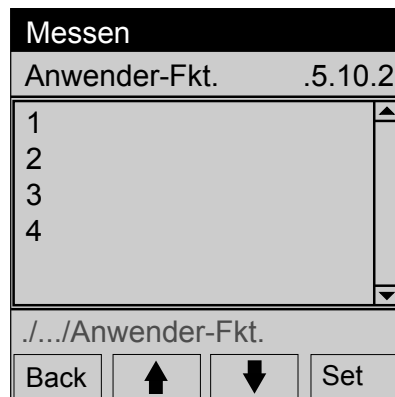 Messen
Anwender-Fkt. .5.10.2
1
2
3
4
./.../Anwender-Fkt.
Back Set